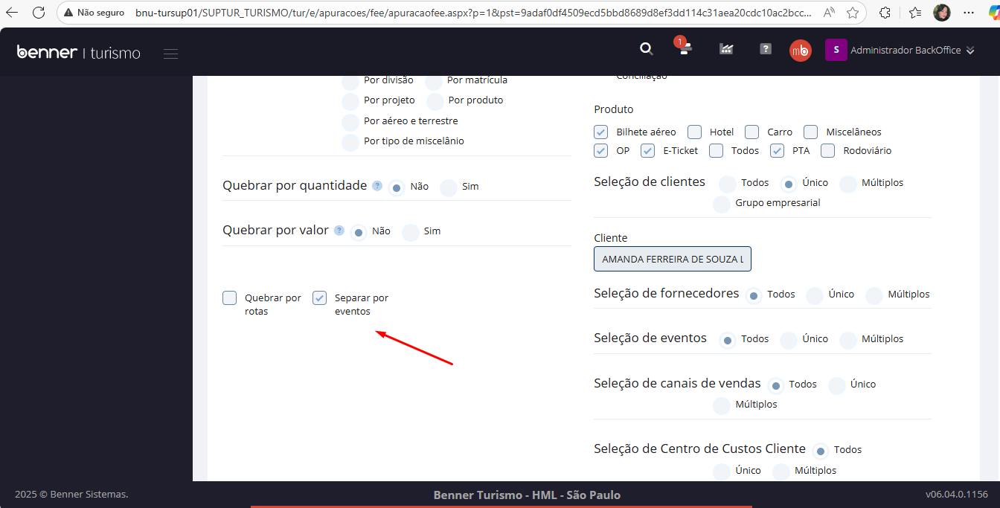 Não seguro
bnu-tursup01/SUPTUR_TURISMO/tur/e/apuracoes/fee/apuracaofee.aspx?p=1&pst=9adaf0df4509ecd5bbd8689d8ef3dd114c31aea20cdc10ac2bcc...
benner | turismo
1
?
mb
S
Administrador BackOffice
Por divisão
Por matrícula
Por projeto
Por produto
Por aéreo e terrestre
Por tipo de miscelânio
Quebrar por quantidade ? Não Sim
Quebrar por valor ? Não Sim
Quebrar por rotas
Separar por eventos
Conciliação
Produto
Bilhete aéreo Hotel Carro Miscelâneos
OP E-Ticket Todos PTA Rodoviário
Seleção de clientes Todos Único Múltiplos
Grupo empresarial
Cliente
AMANDA FERREIRA DE SOUZA L
Seleção de fornecedores Todos Único Múltiplos
Seleção de eventos Todos Único Múltiplos
Seleção de canais de vendas Todos Único
Múltiplos
Seleção de Centro de Custos Cliente Todos
Único Múltiplos
2025 © Benner Sistemas.
Benner Turismo - HML - São Paulo
v06.04.0.1156